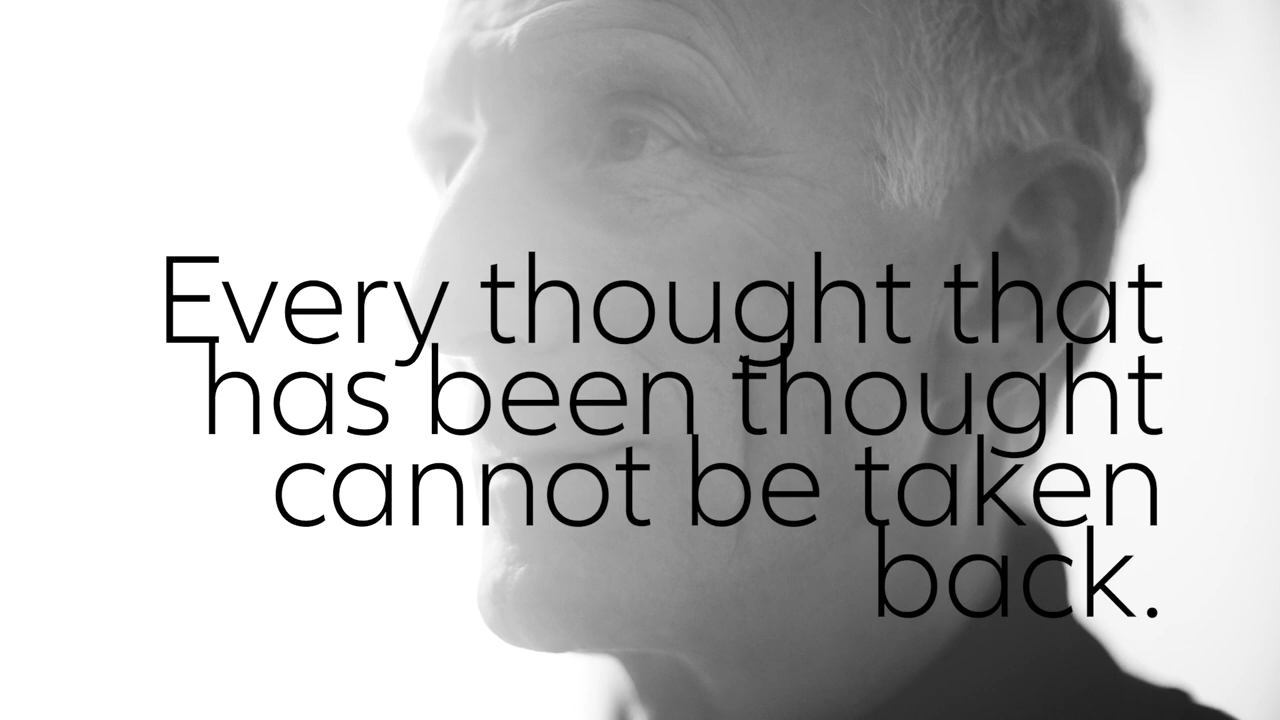 Every thought that
has been thought
cannot be taken
back.